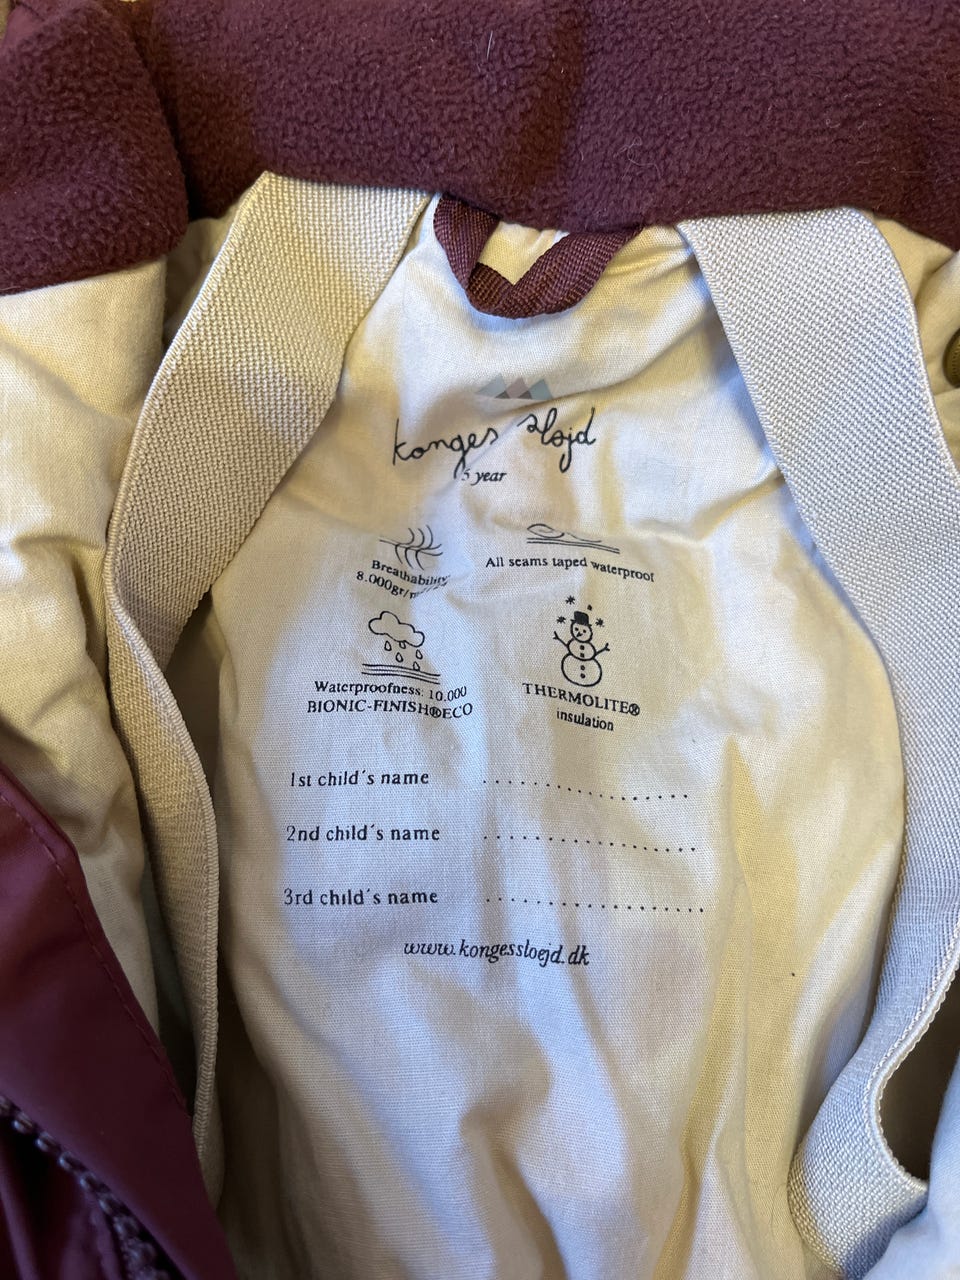 konges sløjd
5 year
Breathability:
8.000gr/
All seams taped waterproof
Waterproofness: 10.000
BIONIC-FINISH®ECO
THERMOLITE®
insulation
1st child´s name ..................
2nd child´s name ..................
3rd child´s name ..................
www.kongessloejd.dk